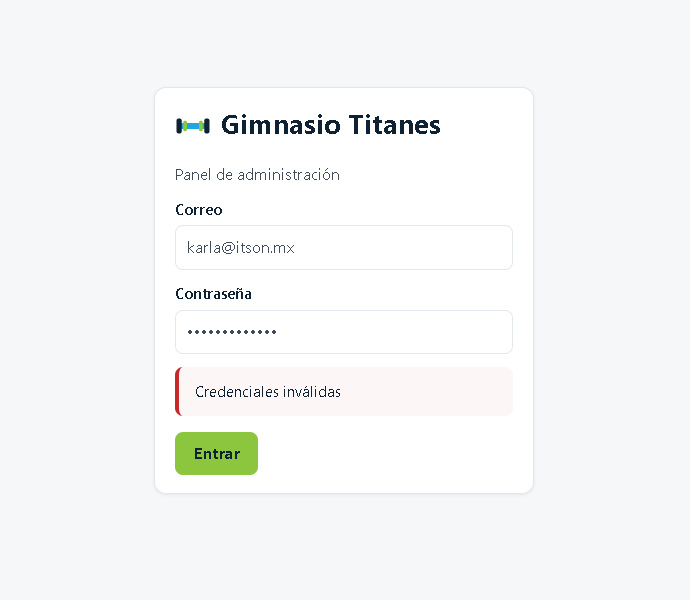 Gimnasio Titanes
Panel de administración
Correo
karla@itson.mx
Contraseña
•••••••••••••
Credenciales inválidas
Entrar